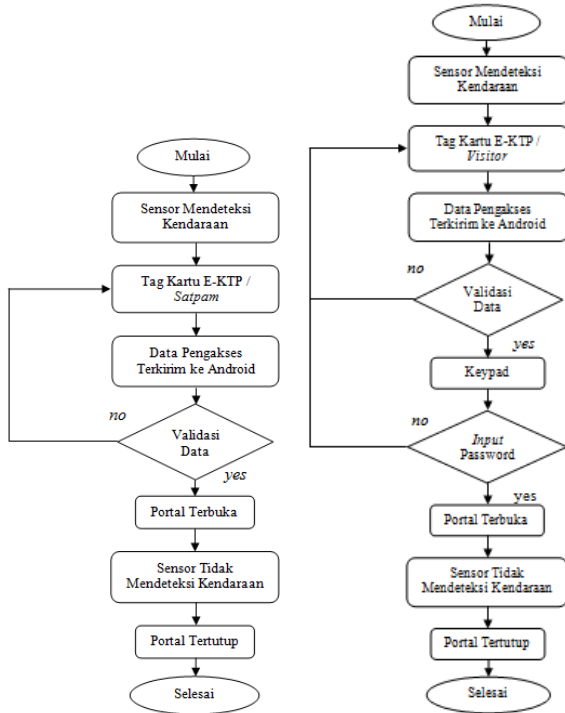 Mulai
Sensor Mendeteksi
Kendaraan
Tag Kartu E-KTP /
Satpam
Data Pengakses
Terkirim ke Android
no
Validasi
Data
yes
Portal Terbuka
Sensor Tidak
Mendeteksi Kendaraan
Portal Tertutup
Selesai
Mulai
Sensor Mendeteksi
Kendaraan
Tag Kartu E-KTP /
Visitor
Data Pengakses
Terkirim ke Android
no
Validasi
Data
yes
Keypad
no
Input
Password
yes
Portal Terbuka
Sensor Tidak
Mendeteksi Kendaraan
Portal Tertutup
Selesai